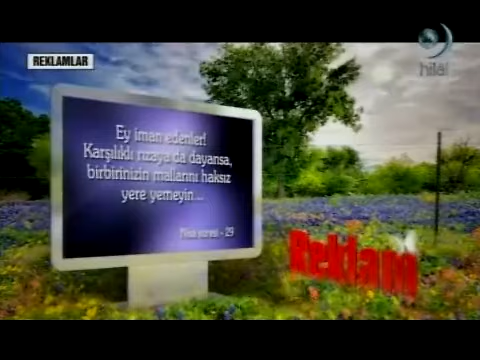 REKLAMLAR
hilal
Ey iman edenler!
Karşılıklı rızaya da dayansa,
birbirinizin mallarını haksız
yere yemeyin...
Nisa suresi - 29
Reklam